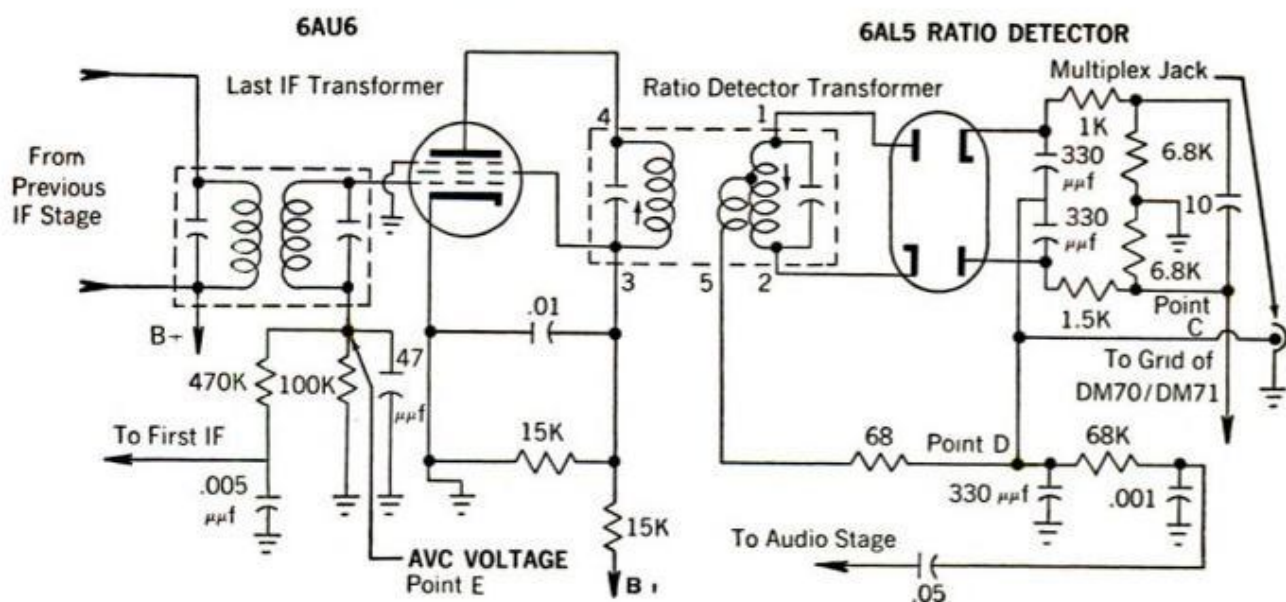 6AU6
6AL5 RATIO DETECTOR
Last IF Transformer
Ratio Detector Transformer
Multiplex Jack
4
1
1K
From
Previous
IF Stage
330
μμf
6.8K
10
330
μμf
3
5
2
6.8K
1.5K
Point
C
B+
.01
470K
100K
47
μμf
To Grid of
DM70/DM71
To First IF
15K
68
Point D
68K
.005
μμf
330 μμf
.001
15K
AVC VOLTAGE
Point E
B
To Audio Stage
.05